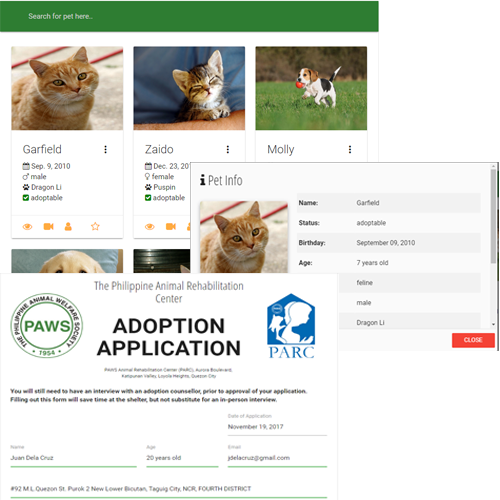 Search for pet here..
Garfield
Sep. 9, 2010
male
Dragon Li
adoptable
Zaido
Dec. 23, 201
female
Puspin
adoptable
Molly
Pet Info
Name: Garfield
Status: adoptable
Birthday: September 09, 2010
Age: 7 years old
feline
male
Dragon Li
CLOSE
The Philippine Animal Rehabilitation
Center
THE PHILIPPINE ANIMAL WELFARE SOCIETY
PAWS
1954
ADOPTION
APPLICATION
PARC
PAWS Animal Rehabilitation Center (PARC), Aurora Boulevard,
Katipunan Valley, Loyola Heights, Quezon City
You will still need to have an interview with an adoption counsellor, prior to approval of your application.
Filling out this form will save time at the shelter, but not substitute for an in-person interview.
Date of Application
November 19, 2017
Name Age Email
Juan Dela Cruz 20 years old jdelacruz@gmail.com
#92 M.L Quezon St. Purok 2 New Lower Bicutan, Taguig City, NCR, FOURTH DISTRICT